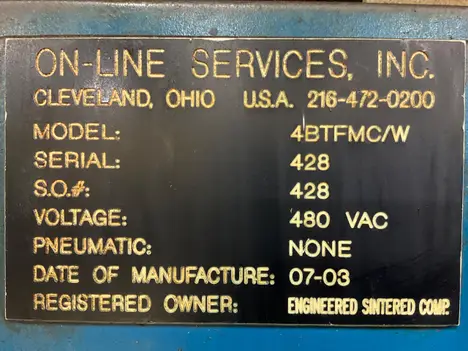 ON-LINE SERVICES, INC.
CLEVELAND, OHIO U.S.A. 216-472-0200
MODEL: 4BTFMC/W
SERIAL: 428
S.O.#: 428
VOLTAGE: 480 VAC
PNEUMATIC: NONE
DATE OF MANUFACTURE: 07-03
REGISTERED OWNER: ENGINEERED SINTERED COMP.